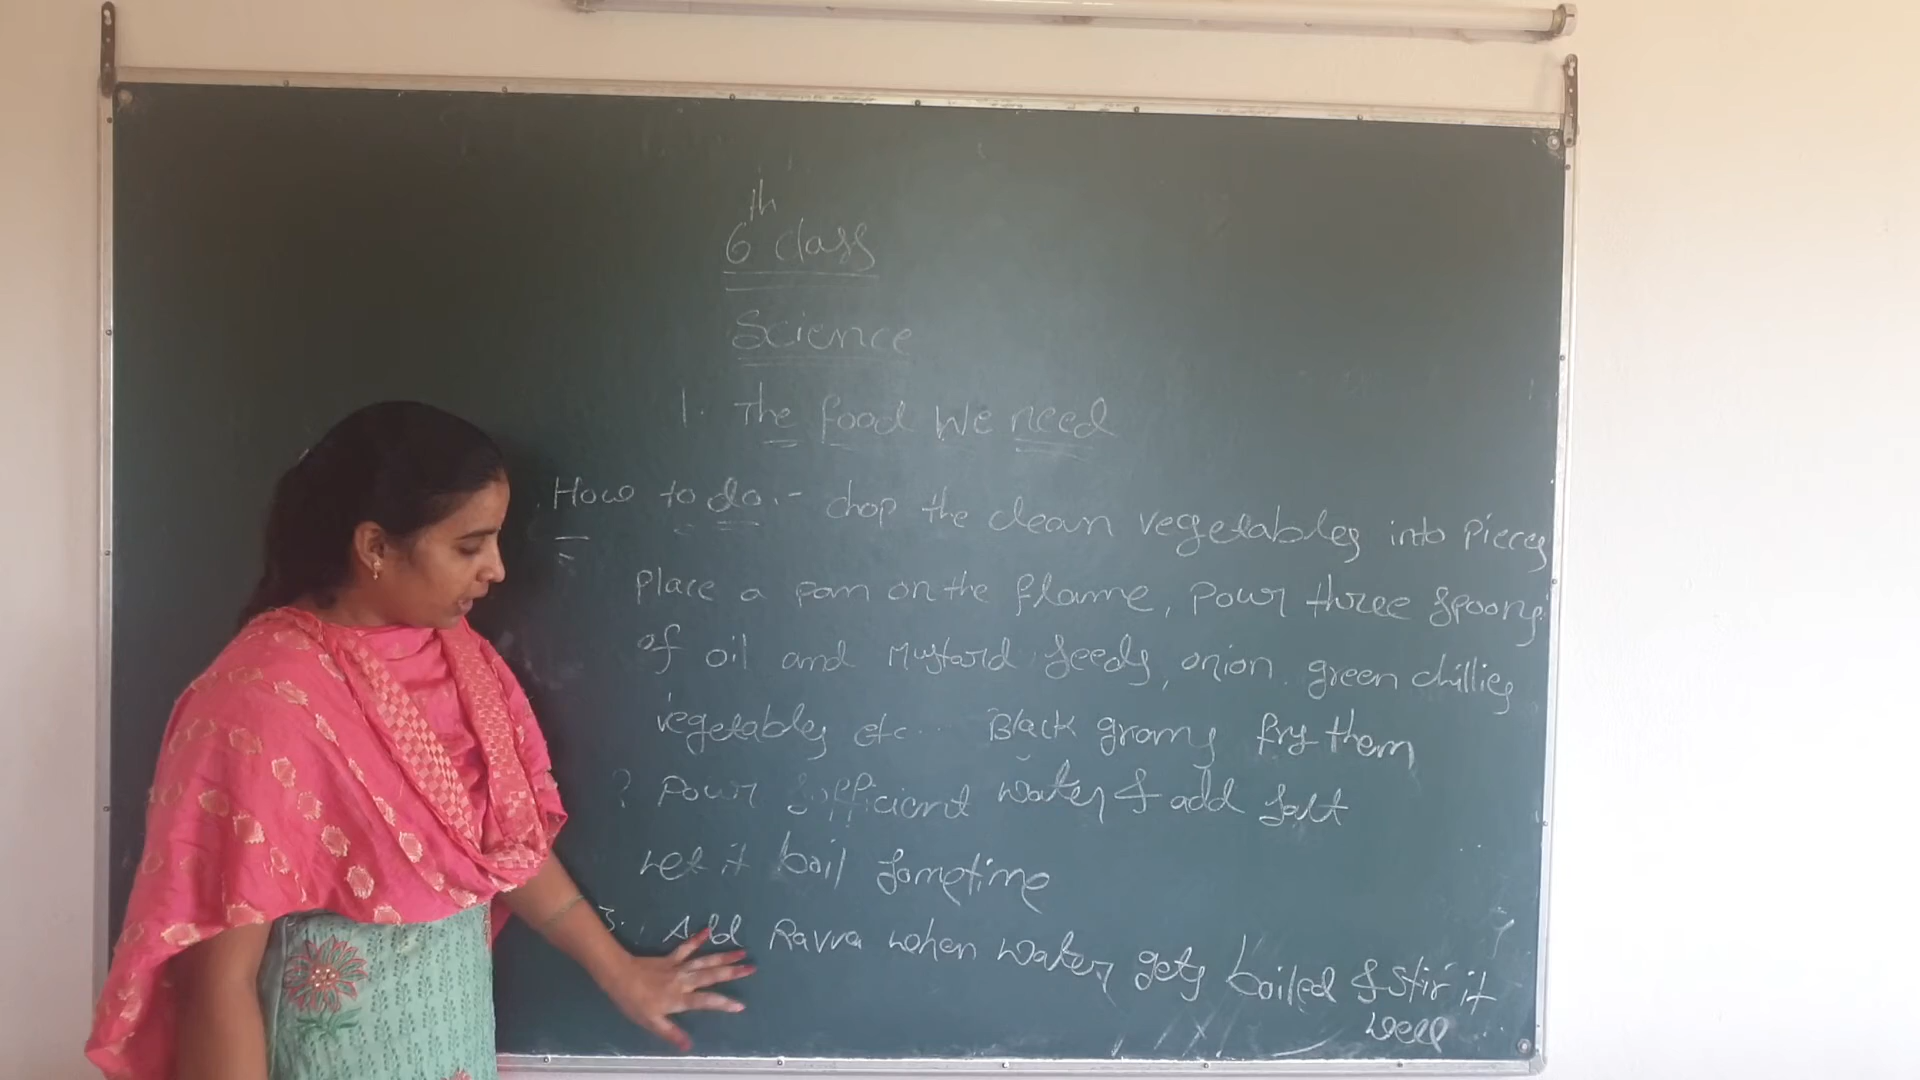 6th class
Science
1. The food We need
How to do :- chop the clean vegetables into pieces
place a pan on the flame, pour three spoons
of oil and Mustard seeds, onion green chillies
vegetables etc... Black grams fry them
2 Pour sufficient water & add salt
Let it boil sometime
3. Add Ravva when water gets boiled & stir it
well